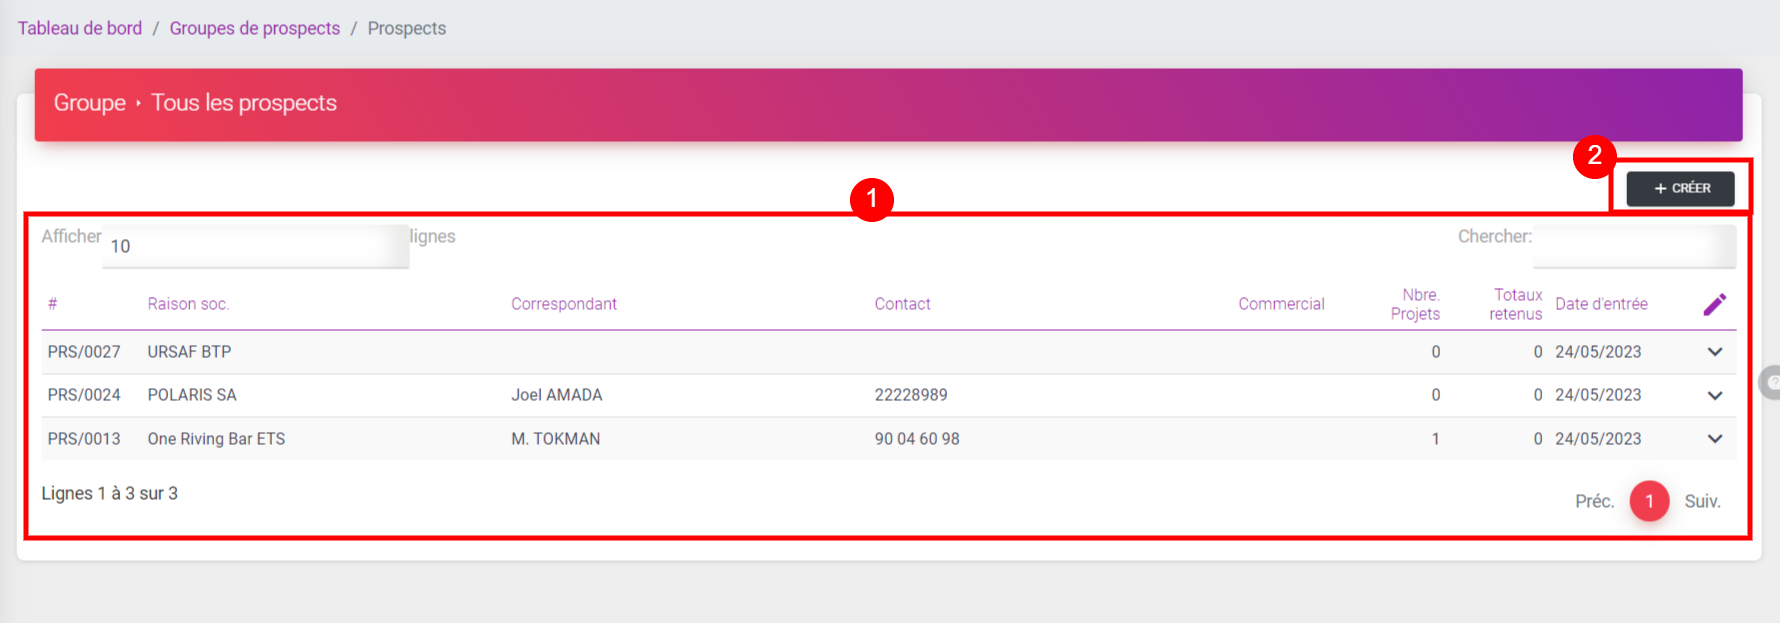 Tableau de bord / Groupes de prospects / Prospects
Groupe ‣ Tous les prospects
2
+ CRÉER
1
Afficher 10 lignes Chercher:
# Raison soc. Correspondant Contact Commercial Nbre. Projets Totaux retenus Date d'entrée
PRS/0027 URSAF BTP 0 0 24/05/2023
PRS/0024 POLARIS SA Joel AMADA 22228989 0 0 24/05/2023
PRS/0013 One Riving Bar ETS M. TOKMAN 90 04 60 98 1 0 24/05/2023
Lignes 1 à 3 sur 3
Préc. 1 Suiv.